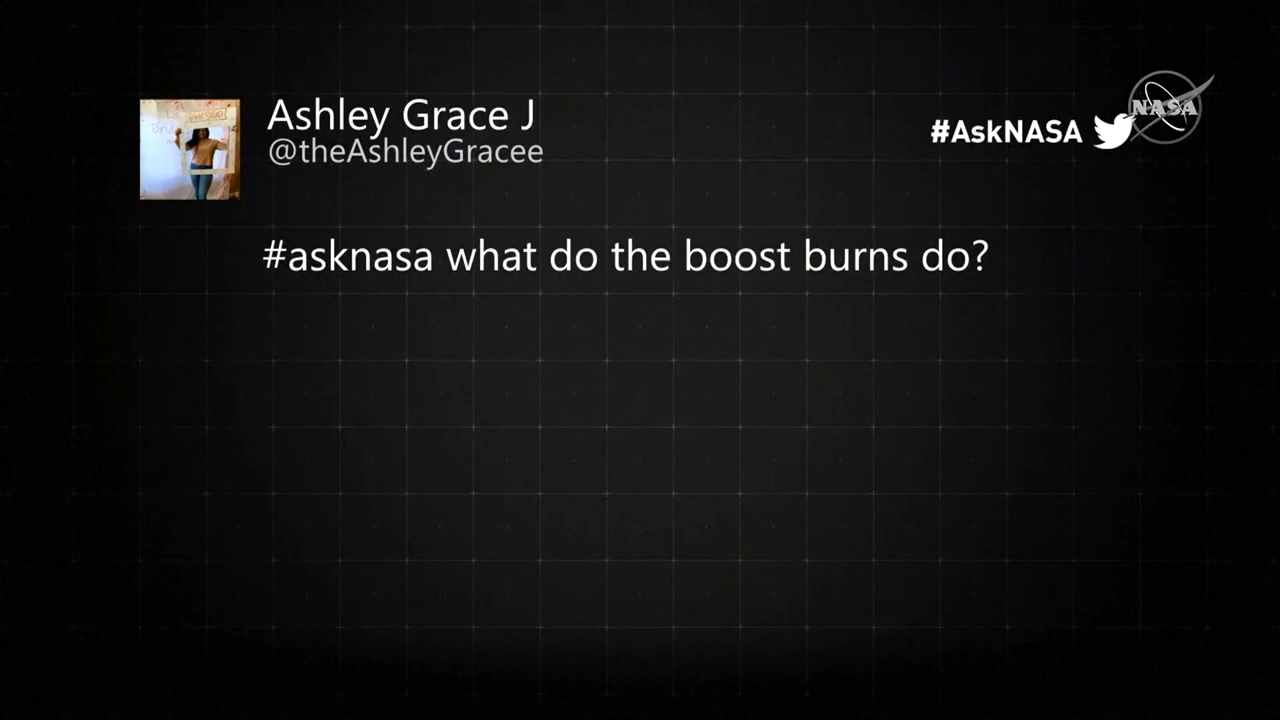 Ashley Grace J
@theAshleyGracee
#AskNASA
NASA
#asknasa what do the boost burns do?